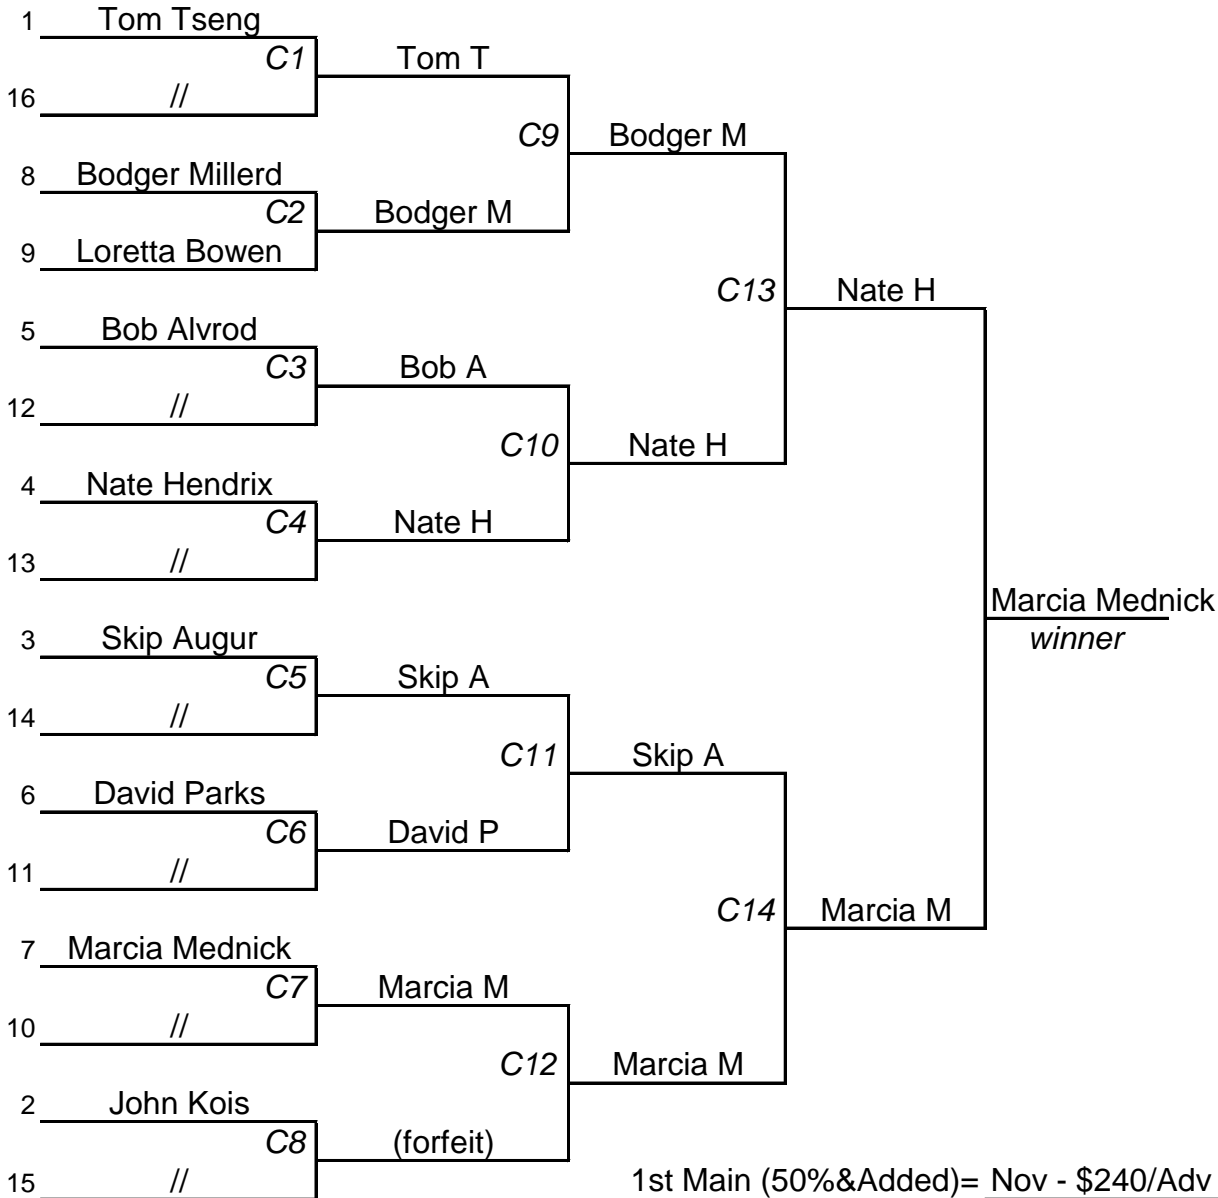 1 Tom Tseng
C1 Tom T
16 //
C9 Bodger M
8 Bodger Millerd
C2 Bodger M
9 Loretta Bowen
C13 Nate H
5 Bob Alvrod
C3 Bob A
12 //
C10 Nate H
4 Nate Hendrix
C4 Nate H
13 //
Marcia Mednick
winner
3 Skip Augur
C5 Skip A
14 //
C11 Skip A
6 David Parks
C6 David P
11 //
C14 Marcia M
7 Marcia Mednick
C7 Marcia M
10 //
C12 Marcia M
2 John Kois
C8 (forfeit)
15 //
1st Main (50%&Added)= Nov - $240/Adv